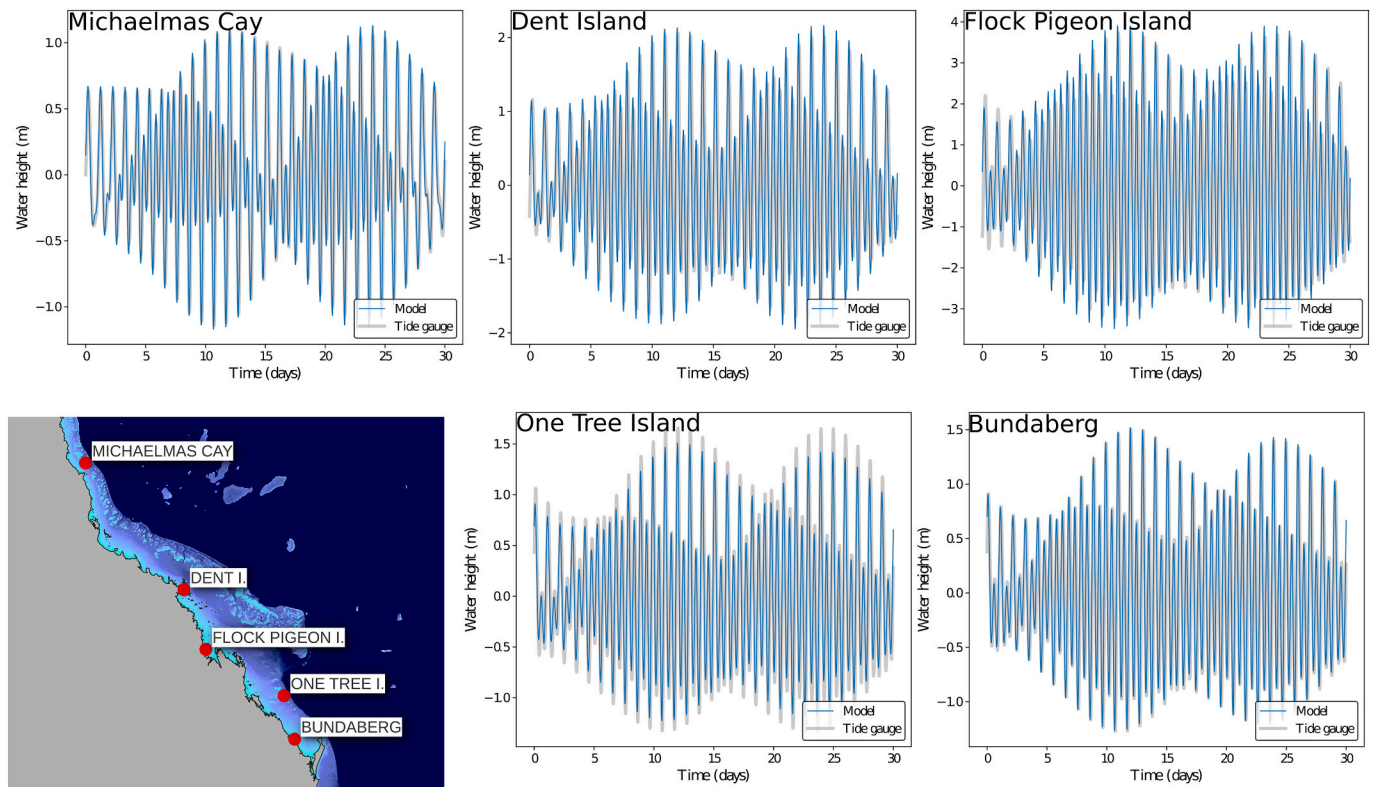 Michaelmas Cay
Water height (m)
1.0
0.5
0.0
−0.5
−1.0
0 5 10 15 20 25 30
Time (days)
Model
Tide gauge
Dent Island
Water height (m)
2
1
0
−1
−2
0 5 10 15 20 25 30
Time (days)
Model
Tide gauge
Flock Pigeon Island
Water height (m)
4
3
2
1
0
−1
−2
−3
0 5 10 15 20 25 30
Time (days)
Model
Tide gauge
MICHAELMAS CAY
DENT I.
FLOCK PIGEON I.
ONE TREE I.
BUNDABERG
One Tree Island
Water height (m)
1.5
1.0
0.5
0.0
−0.5
−1.0
0 5 10 15 20 25 30
Time (days)
Model
Tide gauge
Bundaberg
Water height (m)
1.5
1.0
0.5
0.0
−0.5
−1.0
0 5 10 15 20 25 30
Time (days)
Model
Tide gauge